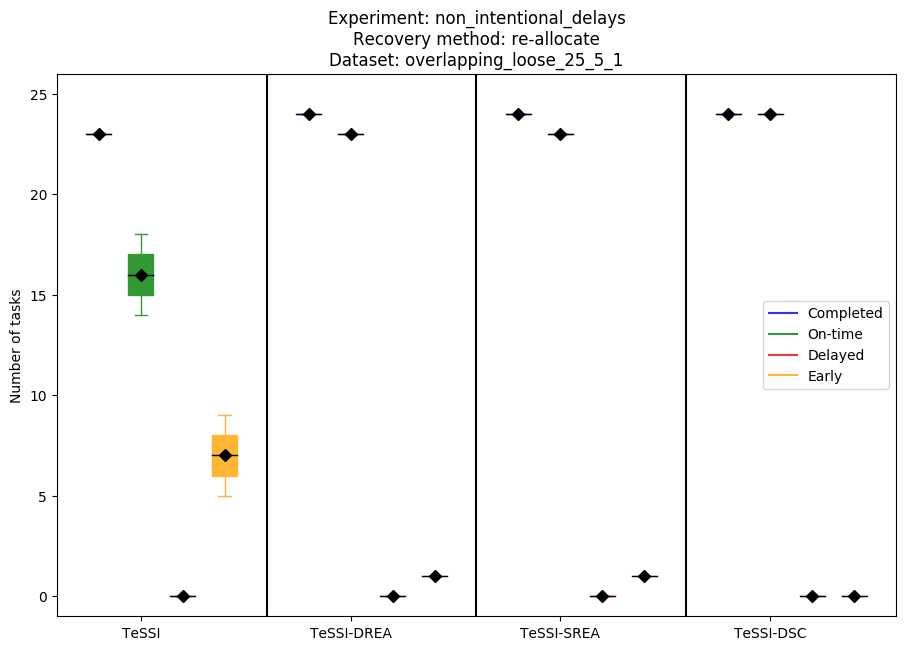 Experiment: non_intentional_delays
Recovery method: re-allocate
Dataset: overlapping_loose_25_5_1
Number of tasks
25
20
15
10
5
0
Completed
On-time
Delayed
Early
TeSSI
TeSSI-DREA
TeSSI-SREA
TeSSI-DSC